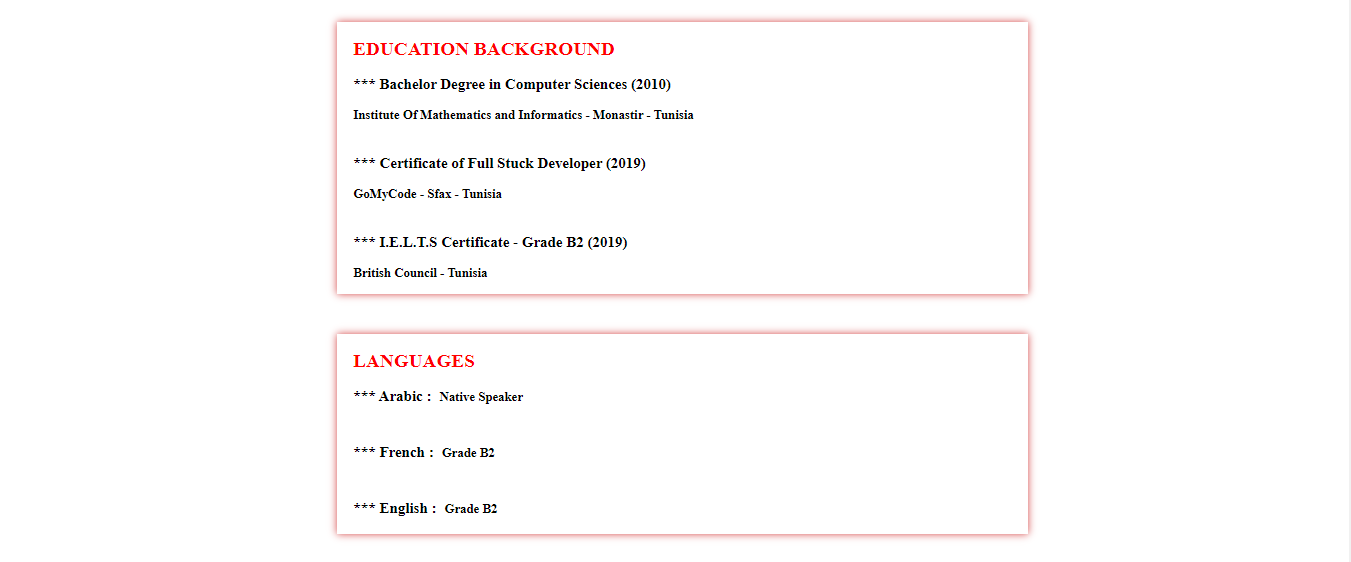 EDUCATION BACKGROUND
*** Bachelor Degree in Computer Sciences (2010)
Institute Of Mathematics and Informatics - Monastir - Tunisia
*** Certificate of Full Stuck Developer (2019)
GoMyCode - Sfax - Tunisia
*** I.E.L.T.S Certificate - Grade B2 (2019)
British Council - Tunisia
LANGUAGES
*** Arabic : Native Speaker
*** French : Grade B2
*** English : Grade B2